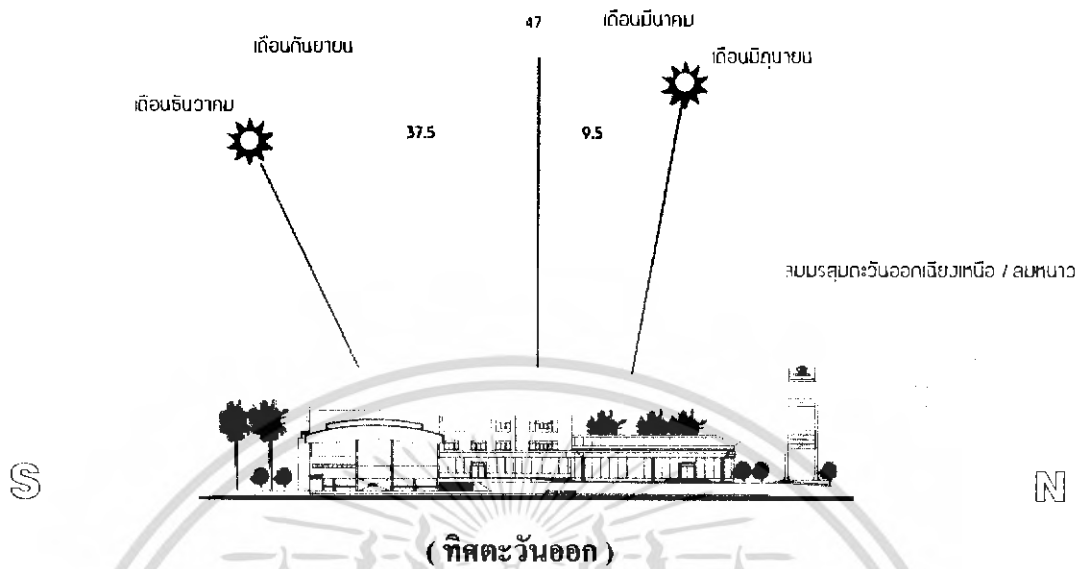 47
เดือนมีนาคม
เดือนกันยายน
เดือนมิถุนายน
เดือนธันวาคม
37.5
9.5
ลมมรสุมตะวันออกเฉียงเหนือ / ลมหนาว
S
N
( ทิศตะวันออก )